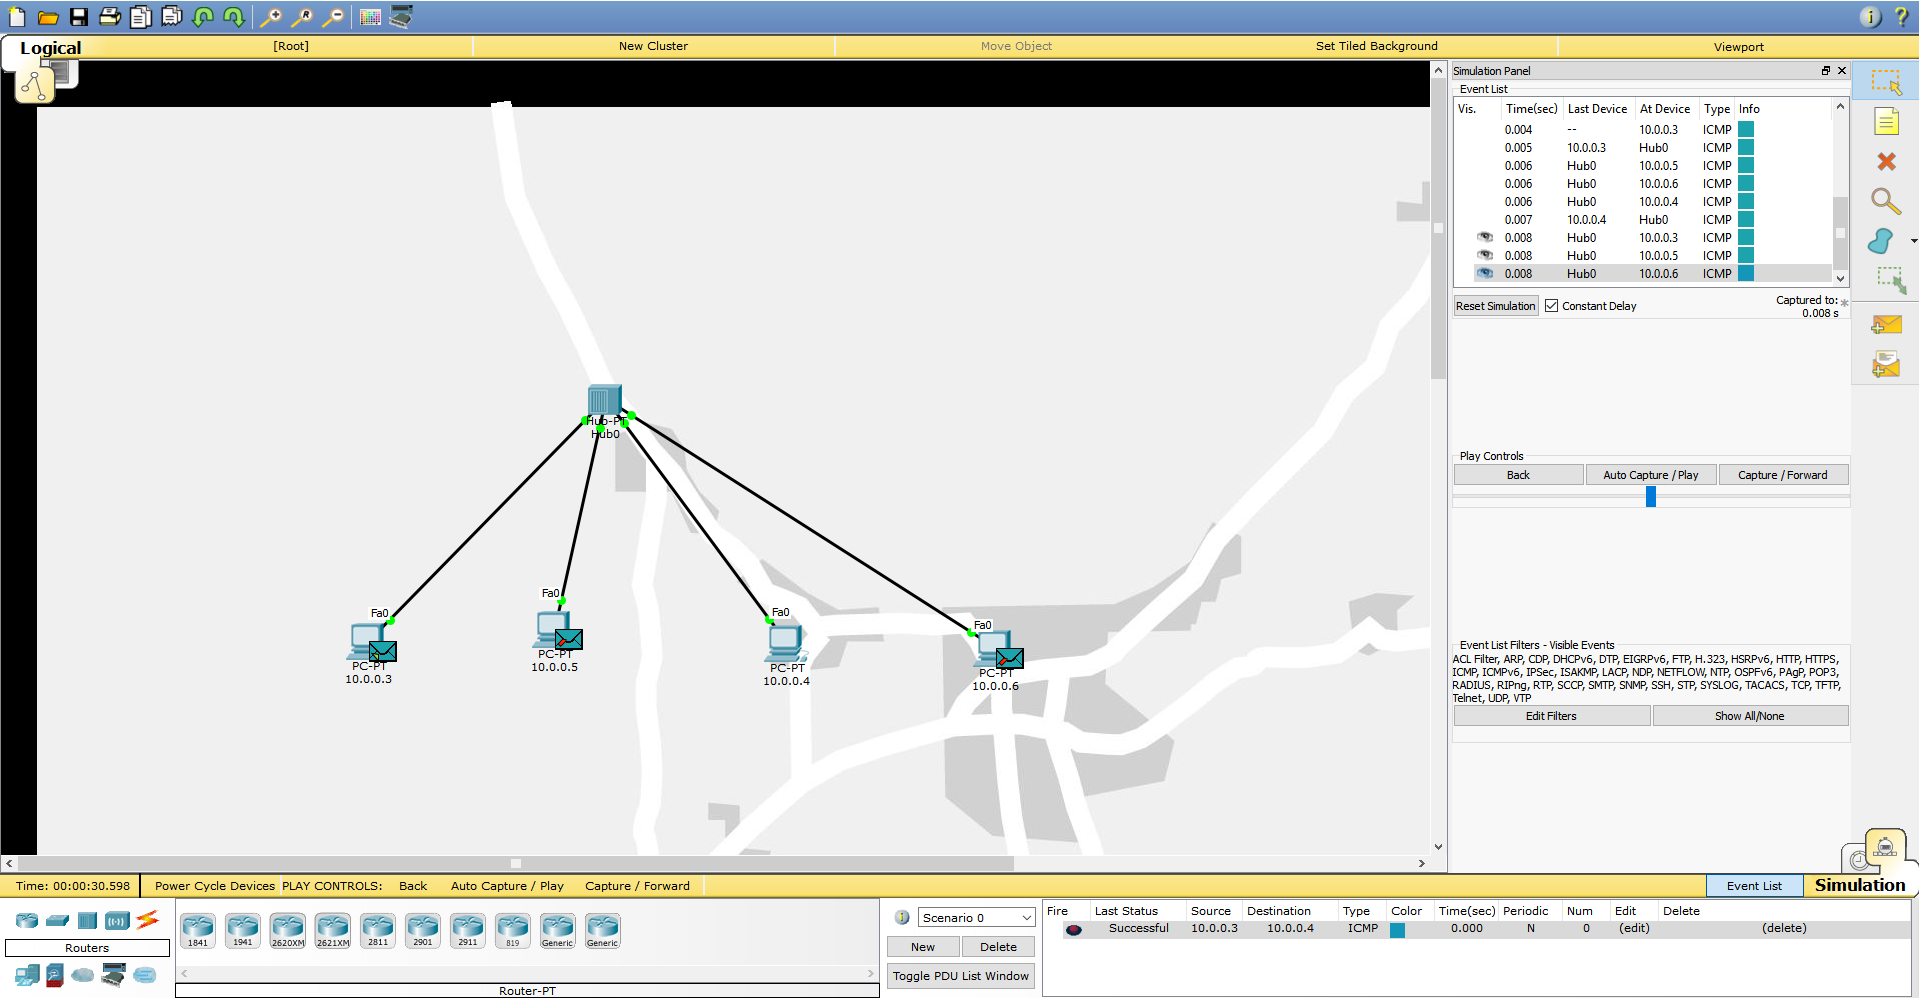 Logical
[Root]
New Cluster
Move Object
Set Tiled Background
Viewport
Hub-PT
Hub0
Fa0
PC-PT
10.0.0.3
Fa0
PC-PT
10.0.0.5
Fa0
PC-PT
10.0.0.4
Fa0
PC-PT
10.0.0.6
Simulation Panel
Event List
Vis. Time(sec) Last Device At Device Type Info
0.004 -- 10.0.0.3 ICMP
0.005 10.0.0.3 Hub0 ICMP
0.006 Hub0 10.0.0.5 ICMP
0.006 Hub0 10.0.0.6 ICMP
0.006 Hub0 10.0.0.4 ICMP
0.007 10.0.0.4 Hub0 ICMP
0.008 Hub0 10.0.0.3 ICMP
0.008 Hub0 10.0.0.5 ICMP
0.008 Hub0 10.0.0.6 ICMP
Reset Simulation Constant Delay Captured to: *
0.008 s
Play Controls
Back Auto Capture / Play Capture / Forward
Event List Filters - Visible Events
ACL Filter, ARP, CDP, DHCPv6, DTP, EIGRPv6, FTP, H.323, HSRPv6, HTTP, HTTPS,
ICMP, ICMPv6, IPSec, ISAKMP, LACP, NDP, NETFLOW, NTP, OSPFv6, PAgP, POP3,
RADIUS, RIPng, RTP, SCCP, SMTP, SNMP, SSH, STP, SYSLOG, TACACS, TCP, TFTP,
Telnet, UDP, VTP
Edit Filters Show All/None
Time: 00:00:30.598 Power Cycle Devices PLAY CONTROLS: Back Auto Capture / Play Capture / Forward
Event List Simulation
Routers
1841 1941 2620XM 2621XM 2811 2901 2911 819 Generic Generic
Router-PT
Scenario 0
New Delete
Toggle PDU List Window
Fire Last Status Source Destination Type Color Time(sec) Periodic Num Edit Delete
Successful 10.0.0.3 10.0.0.4 ICMP 0.000 N 0 (edit) (delete)